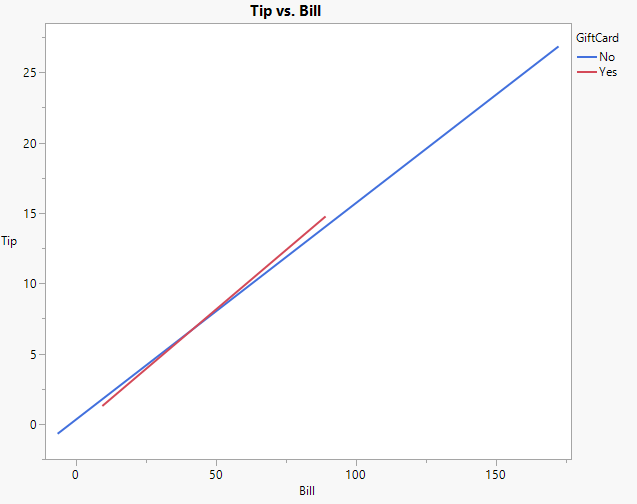 Tip vs. Bill
GiftCard
No
Yes
25
20
15
Tip
10
5
0
0 50 100 150
Bill